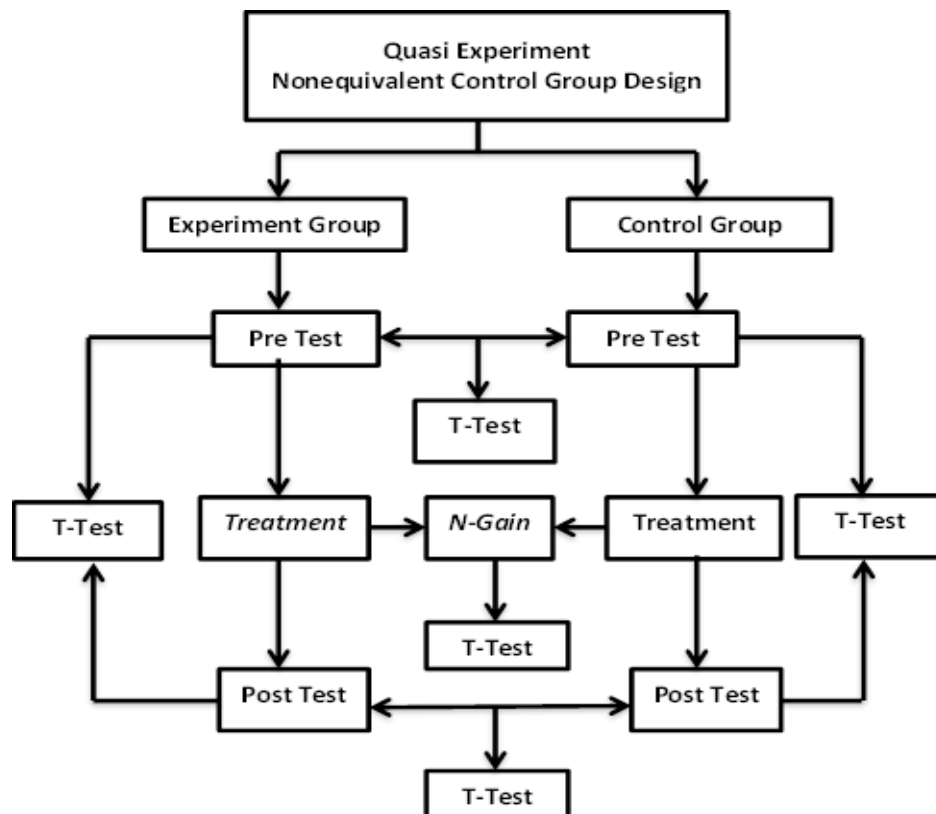 Quasi Experiment
Nonequivalent Control Group Design
Experiment Group
Control Group
Pre Test
Pre Test
T-Test
T-Test
Treatment
N-Gain
Treatment
T-Test
T-Test
Post Test
Post Test
T-Test